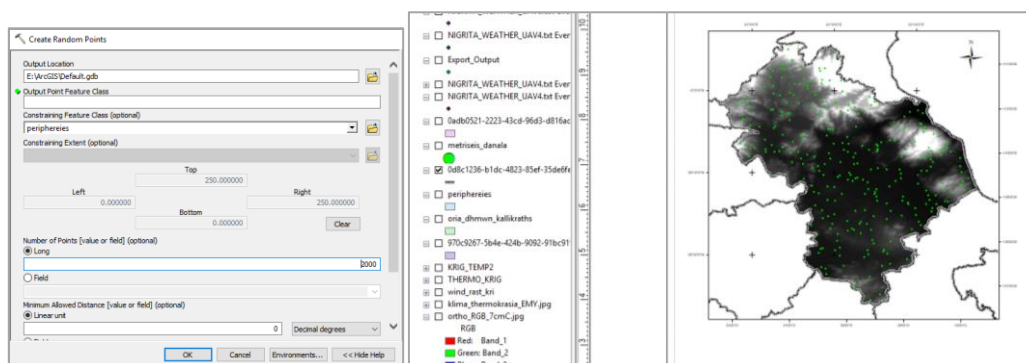 Create Random Points
Output Location
E:\ArcGIS\Default.gdb
Output Point Feature Class
Constraining Feature Class (optional)
periphereies
Constraining Extent (optional)
Top
250.000000
Left
Right
0.000000
250.000000
Bottom
0.000000
Clear
Number of Points [value or field] (optional)
Long
2000
Field
Minimum Allowed Distance [value or field] (optional)
Linear unit
0
Decimal degrees
OK
Cancel
Environments...
<< Hide Help
NIGRITA_WEATHER_UAV4.txt Ever
Export_Output
NIGRITA_WEATHER_UAV4.txt Ever
0adb0521-2223-43cd-96d3-d816ac
metriseis_danela
0d8c1236-b1dc-4823-85ef-35de6fe
periphereies
oria_dhmwn_kallikraths
970c9267-5b4e-424b-9092-91bc91
KRIG_TEMP2
THERMO_KRIG
wind_rast_kri
klima_thermokrasia_EMY.jpg
ortho_RGB_7cmC.jpg
RGB
Red: Band_1
Green: Band_2